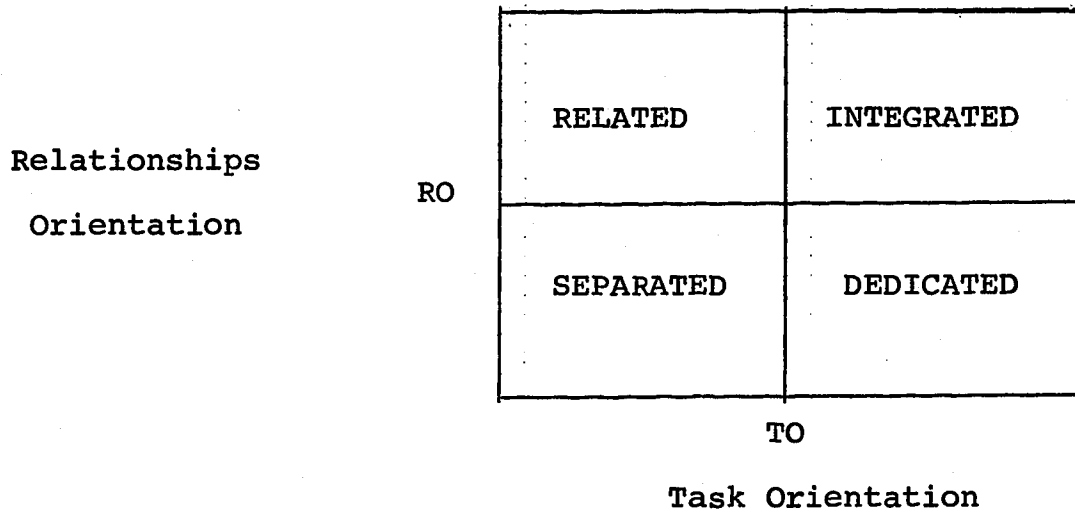 RELATED INTEGRATED
Relationships
RO
Orientation
SEPARATED DEDICATED
TO
Task Orientation